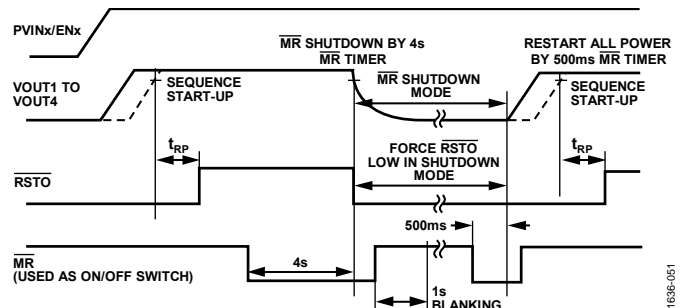 PVINx/ENx
MR SHUTDOWN BY 4s
MR TIMER
RESTART ALL POWER
BY 500ms MR TIMER
VOUT1 TO
VOUT4
SEQUENCE
START-UP
MR SHUTDOWN
MODE
SEQUENCE
START-UP
tRP
FORCE RSTO
LOW IN SHUTDOWN
MODE
tRP
RSTO
500ms
MR
(USED AS ON/OFF SWITCH)
4s
1s
BLANKING
1636-051